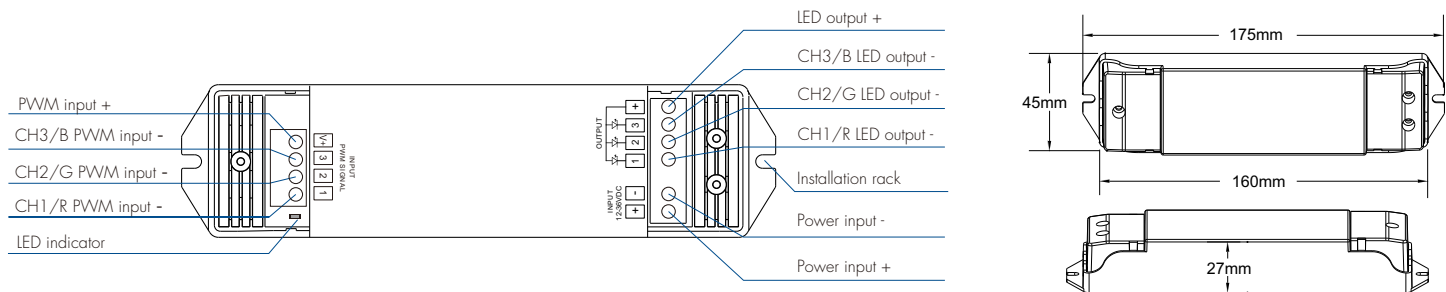 PWM input +
CH3/B PWM input -
CH2/G PWM input -
CH1/R PWM input -
LED indicator
V+
3
2
1
PWM SIGNAL
INPUT
OUTPUT
+
3
2
1
INPUT
12-36VDC
-
+
LED output +
CH3/B LED output -
CH2/G LED output -
CH1/R LED output -
Installation rack
Power input -
Power input +
175mm
45mm
160mm
27mm